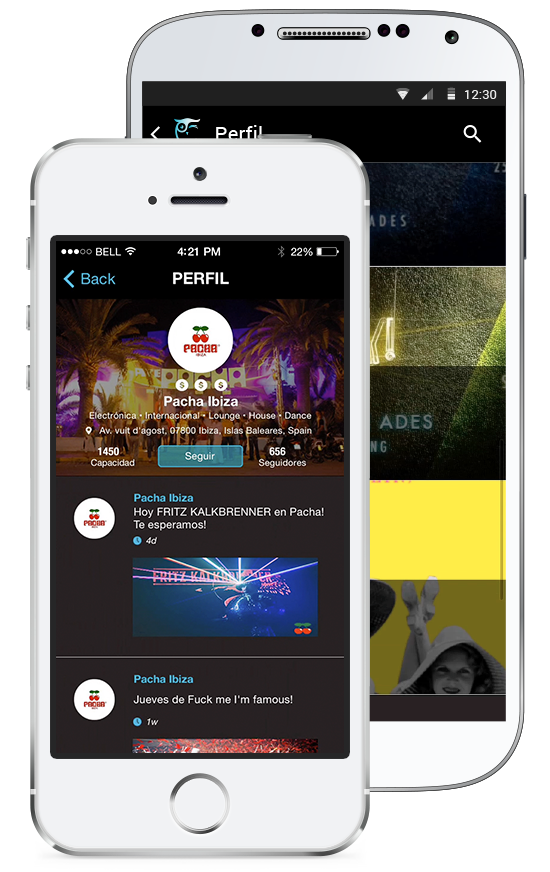 12:30
Perfil
ADES
ADES
NG
BELL
4:21 PM
22%
Back
PERFIL
PACHA
IBIZA
$ $ $
Pacha Ibiza
Electrónica • Internacional • Lounge • House • Dance
Av. vuit d'agost, 07800 Ibiza, Islas Baleares, Spain
1450
Capacidad
Seguir
656
Seguidores
PACHA
IBIZA
Pacha Ibiza
Hoy FRITZ KALKBRENNER en Pacha!
Te esperamos!
4d
FRITZ KALKBRENNER
PACHA
IBIZA
Pacha Ibiza
Jueves de Fuck me I'm famous!
1w